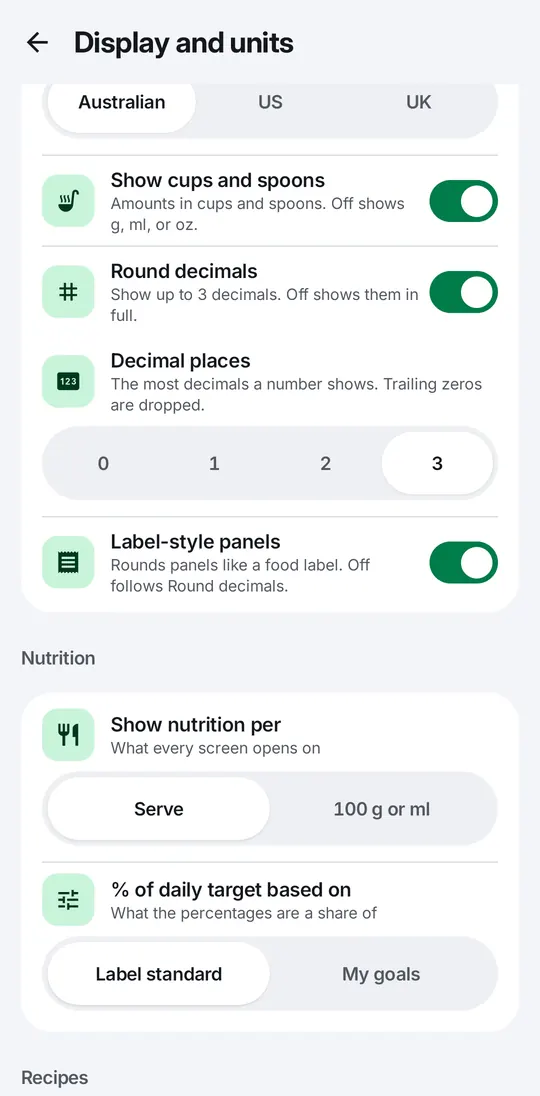 Display and units
Australian
US
UK
Show cups and spoons
Amounts in cups and spoons. Off shows
g, ml, or oz.
Round decimals
Show up to 3 decimals. Off shows them in
full.
123
Decimal places
The most decimals a number shows. Trailing zeros
are dropped.
0
1
2
3
Label-style panels
Rounds panels like a food label. Off
follows Round decimals.
Nutrition
Show nutrition per
What every screen opens on
Serve
100 g or ml
% of daily target based on
What the percentages are a share of
Label standard
My goals
Recipes